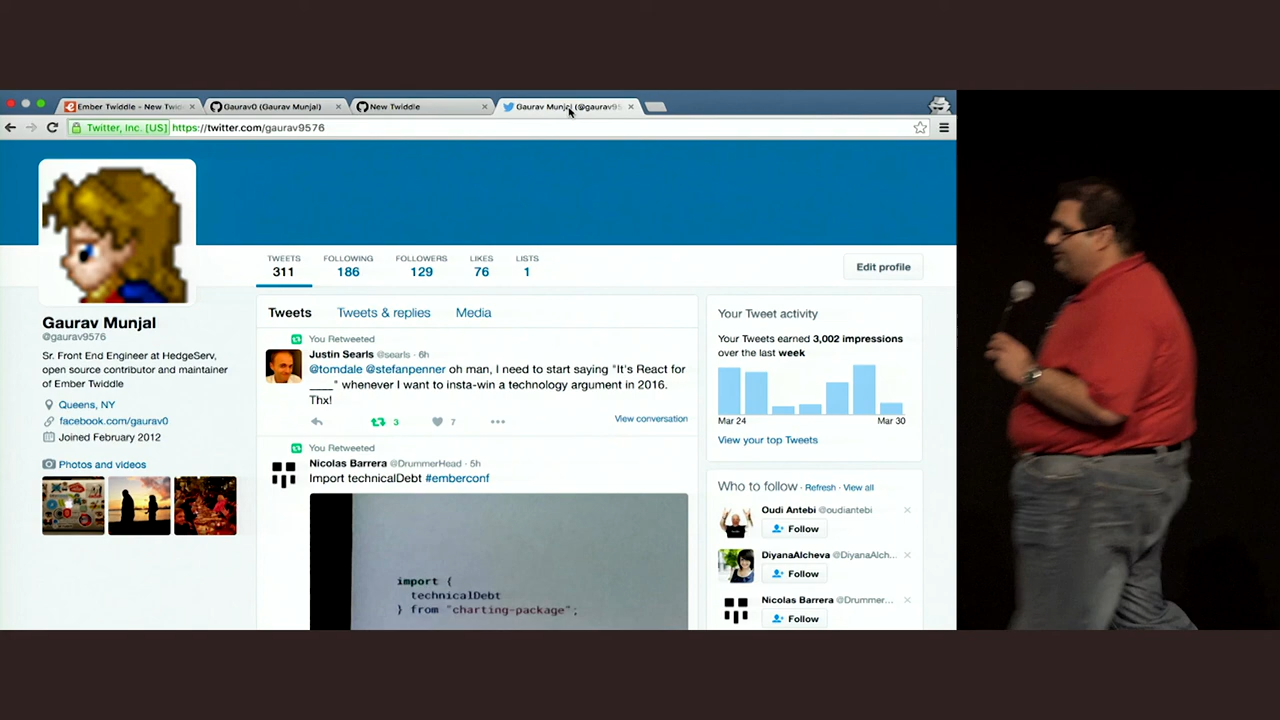 Ember Twiddle - New Twid
Gaurav0 (Gaurav Munjal)
New Twiddle
Gaurav Munjal (@gaurav95
Twitter, Inc. [US] https://twitter.com/gaurav9576
TWEETS
311
FOLLOWING
186
FOLLOWERS
129
LIKES
76
LISTS
1
Edit profile
Gaurav Munjal
@gaurav9576
Sr. Front End Engineer at HedgeServ,
open source contributor and maintainer
of Ember Twiddle
Queens, NY
facebook.com/gaurav0
Joined February 2012
Photos and videos
Tweets Tweets & replies Media
You Retweeted
Justin Searls @searls · 6h
@tomdale @stefanpenner oh man, I need to start saying "It's React for
____" whenever I want to insta-win a technology argument in 2016.
Thx!
3 7
View conversation
You Retweeted
Nicolas Barrera @DrummerHead · 5h
Import technicalDebt #emberconf
import {
technicalDebt
} from "charting-package";
Your Tweet activity
Your Tweets earned 3,002 impressions
over the last week
Mar 24 Mar 30
View your top Tweets
Who to follow · Refresh · View all
Oudi Antebi @oudiantebi
Follow
DiyanaAlcheva @DiyanaAlch...
Follow
Nicolas Barrera @Drummer...
Follow